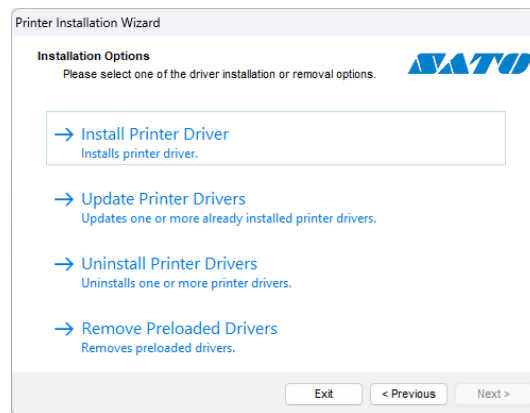 Printer Installation Wizard
Installation Options
Please select one of the driver installation or removal options.
SATO
Install Printer Driver
Installs printer driver.
Update Printer Drivers
Updates one or more already installed printer drivers.
Uninstall Printer Drivers
Uninstalls one or more printer drivers.
Remove Preloaded Drivers
Removes preloaded drivers.
Exit
< Previous
Next >